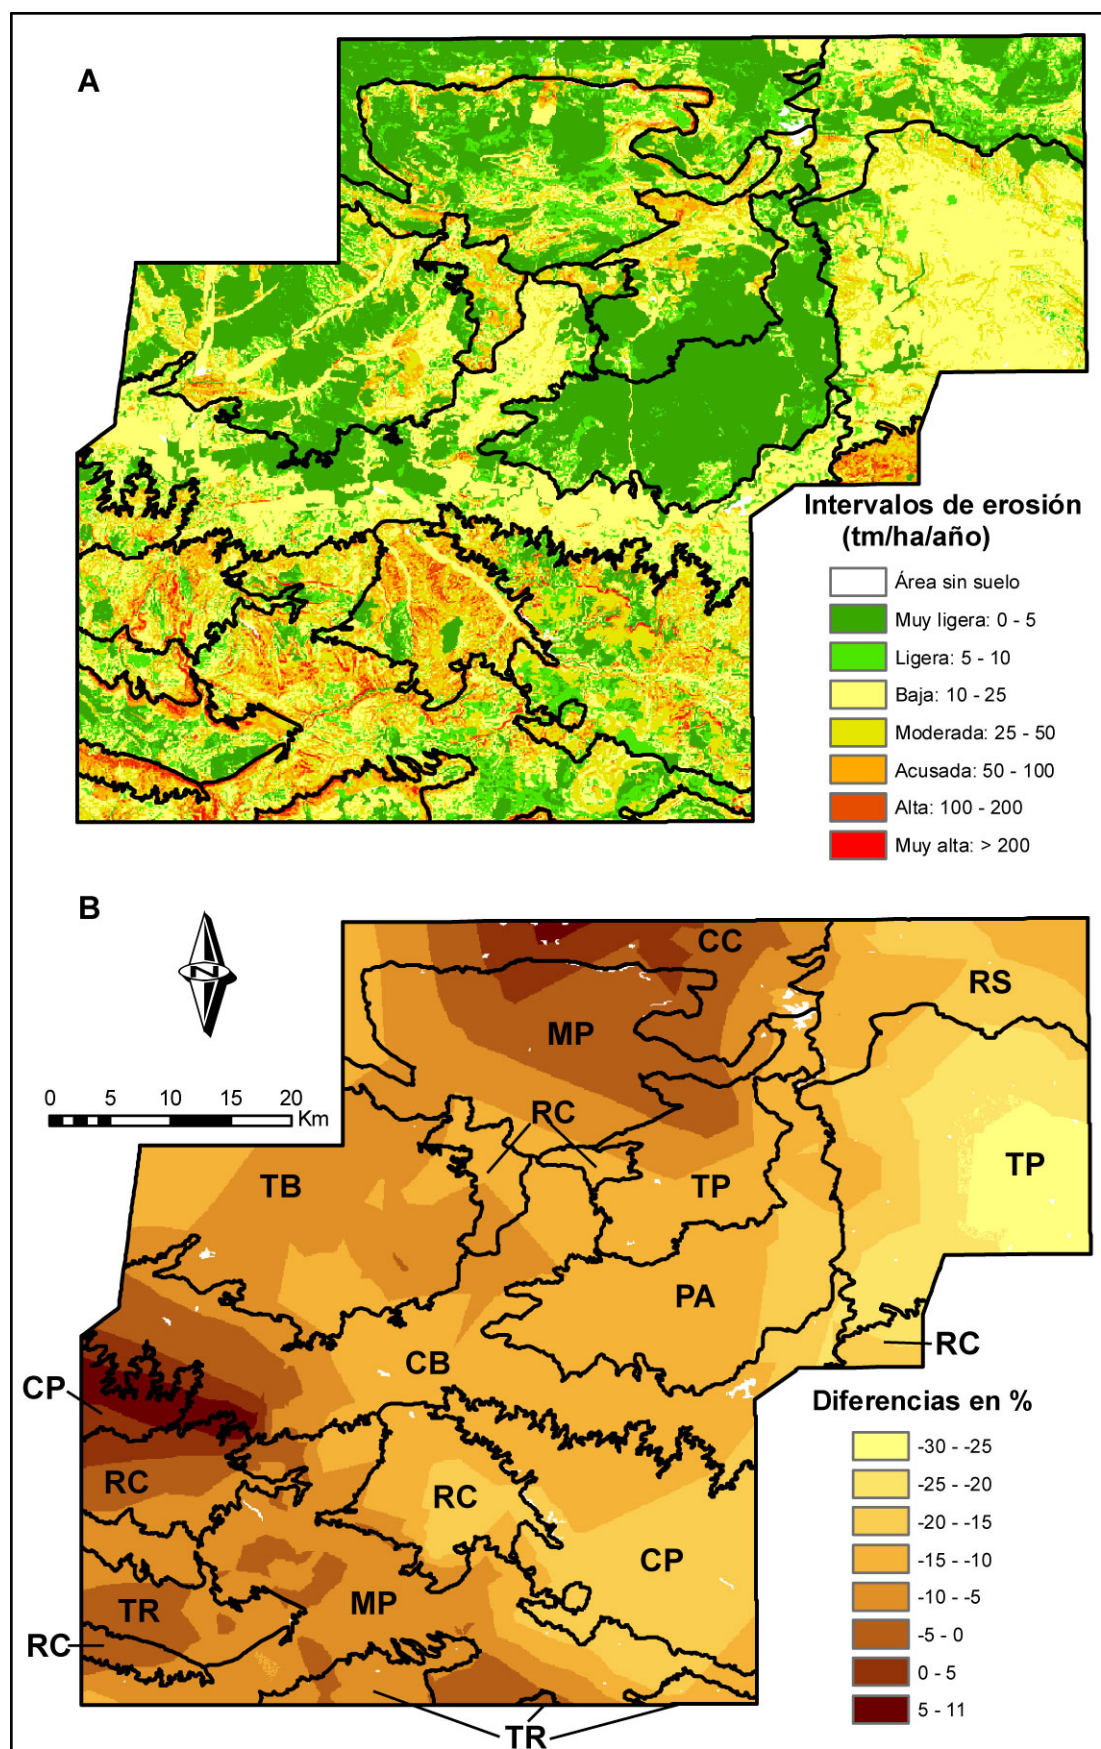 A
Intervalos de erosión
(tm/ha/año)
Área sin suelo
Muy ligera: 0 - 5
Ligera: 5 - 10
Baja: 10 - 25
Moderada: 25 - 50
Acusada: 50 - 100
Alta: 100 - 200
Muy alta: > 200
B
N
0 5 10 15 20
Km
CC
RS
MP
RC
TB
TP
TP
PA
RC
CB
CP
RC
RC
CP
TR
MP
RC
TR
Diferencias en %
-30 - -25
-25 - -20
-20 - -15
-15 - -10
-10 - -5
-5 - 0
0 - 5
5 - 11